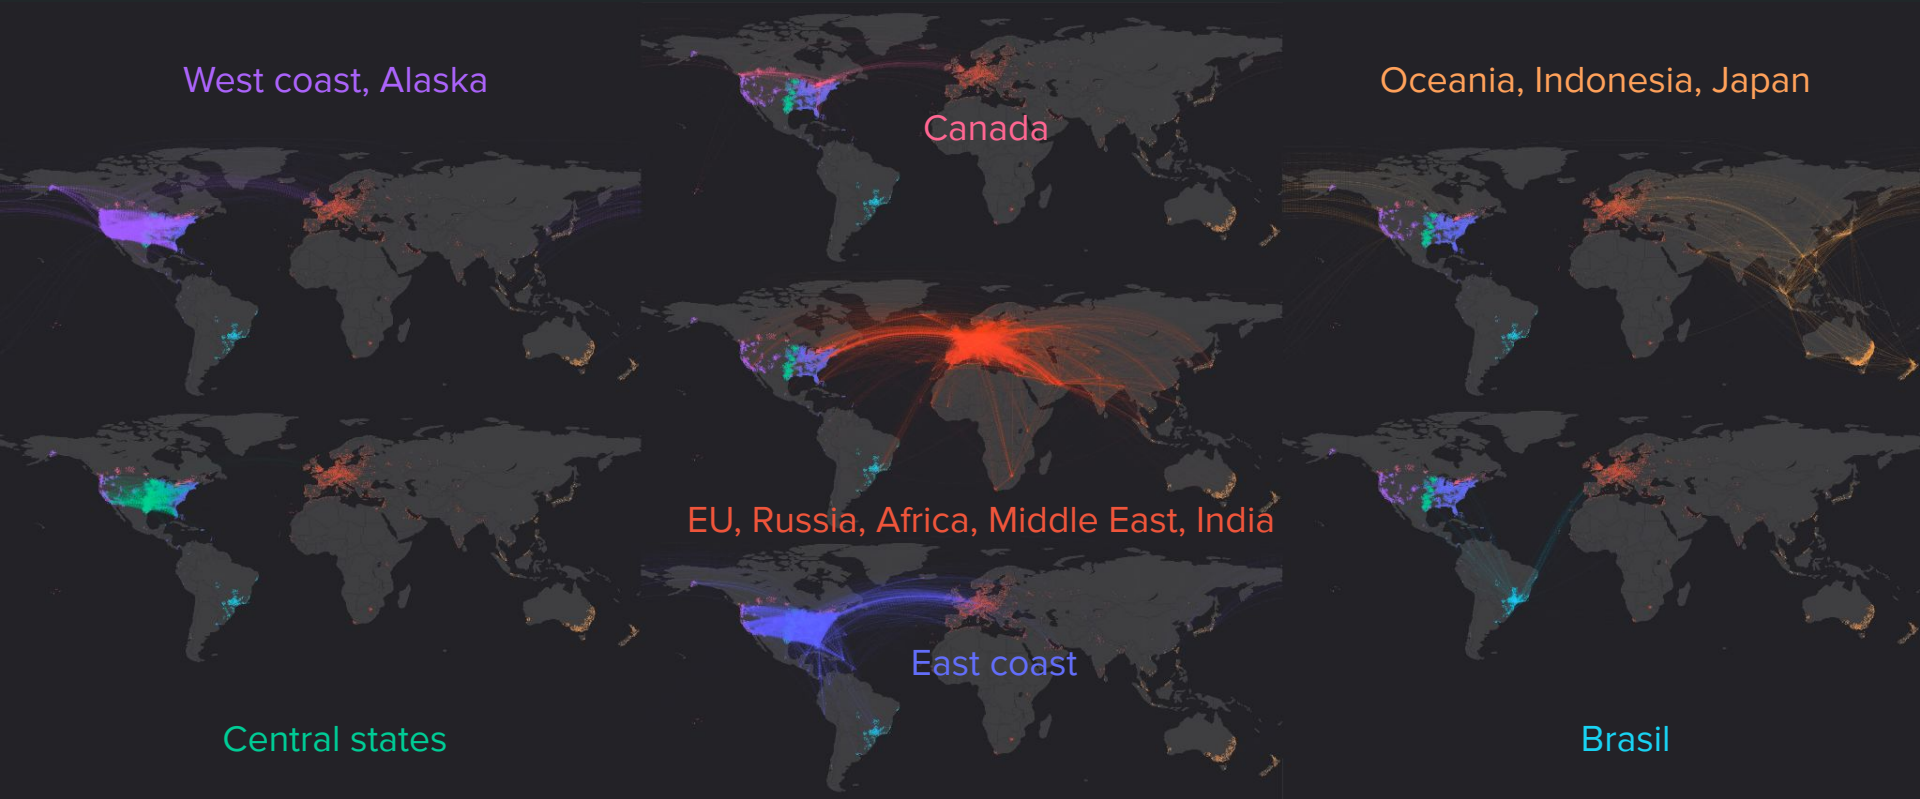 West coast, Alaska
Canada
Oceania, Indonesia, Japan
EU, Russia, Africa, Middle East, India
East coast
Central states
Brasil